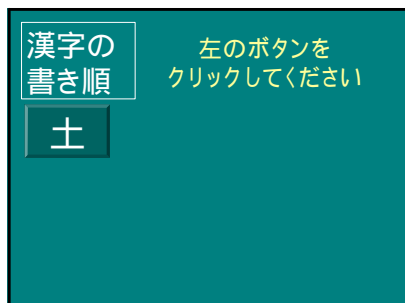 漢字の
書き順
左のボタンを
クリックしてください
土